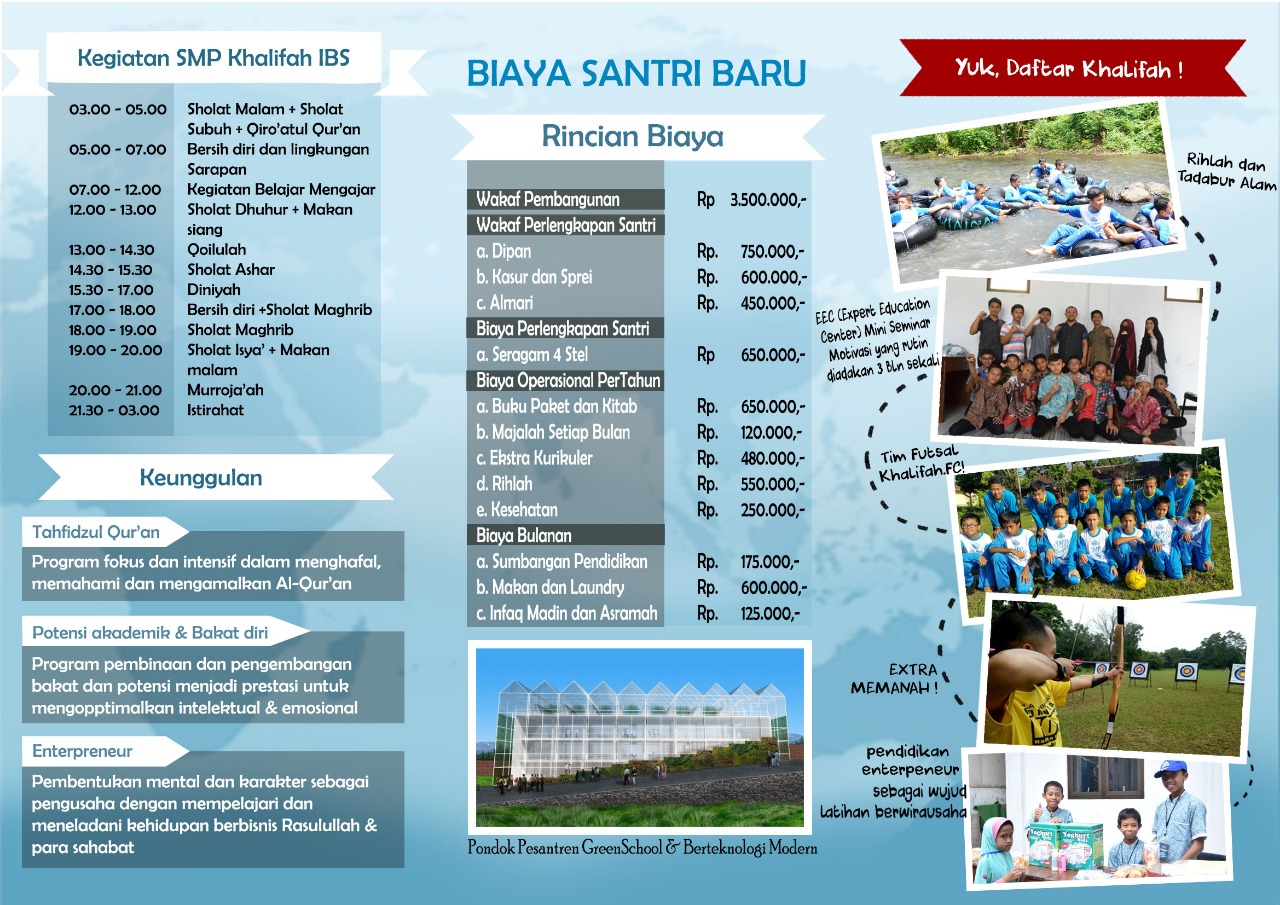 Kegiatan SMP Khalifah IBS
03.00 - 05.00 Sholat Malam + Sholat
Subuh + Qiro'atul Qur'an
05.00 - 07.00 Bersih diri dan lingkungan
Sarapan
07.00 - 12.00 Kegiatan Belajar Mengajar
12.00 - 13.00 Sholat Dhuhur + Makan
siang
13.00 - 14.30 Qoilulah
14.30 - 15.30 Sholat Ashar
15.30 - 17.00 Diniyah
17.00 - 18.00 Bersih diri +Sholat Maghrib
18.00 - 19.00 Sholat Maghrib
19.00 - 20.00 Sholat Isya' + Makan
malam
20.00 - 21.00 Murroja'ah
21.30 - 03.00 Istirahat
Keunggulan
Tahfidzul Qur'an
Program fokus dan intensif dalam menghafal,
memahami dan mengamalkan Al-Qur'an
Potensi akademik & Bakat diri
Program pembinaan dan pengembangan
bakat dan potensi menjadi prestasi untuk
mengopptimalkan intelektual & emosional
Enterpreneur
Pembentukan mental dan karakter sebagai
pengusaha dengan mempelajari dan
meneladani kehidupan berbisnis Rasulullah &
para sahabat
BIAYA SANTRI BARU
Rincian Biaya
Wakaf Pembangunan Rp 3.500.000,-
Wakaf Perlengkapan Santri
a. Dipan Rp. 750.000,-
b. Kasur dan Sprei Rp. 600.000,-
c. Almari Rp. 450.000,-
Biaya Perlengkapan Santri
a. Seragam 4 Stel Rp 650.000,-
Biaya Operasional PerTahun
a. Buku Paket dan Kitab Rp. 650.000,-
b. Majalah Setiap Bulan Rp. 120.000,-
c. Ekstra Kurikuler Rp. 480.000,-
d. Rihlah Rp. 550.000,-
e. Kesehatan Rp. 250.000,-
Biaya Bulanan
a. Sumbangan Pendidikan Rp. 175.000,-
b. Makan dan Laundry Rp. 600.000,-
c. Infaq Madin dan Asramah Rp. 125.000,-
Pondok Pesantren GreenSchool & Berteknologi Modern
Yuk, Daftar Khalifah !
Rihlah dan
Tadabur Alam
EEC (Expert Education
Center) Mini Seminar
Motivasi yang rutin
diadakan 3 bln sekali
Tim Futsal
Khalifah.FC!
EXTRA
MEMANAH !
pendidikan
enterpeneur
sebagai wujud
latihan berwirausaha
Yoghurt
Yoghurt